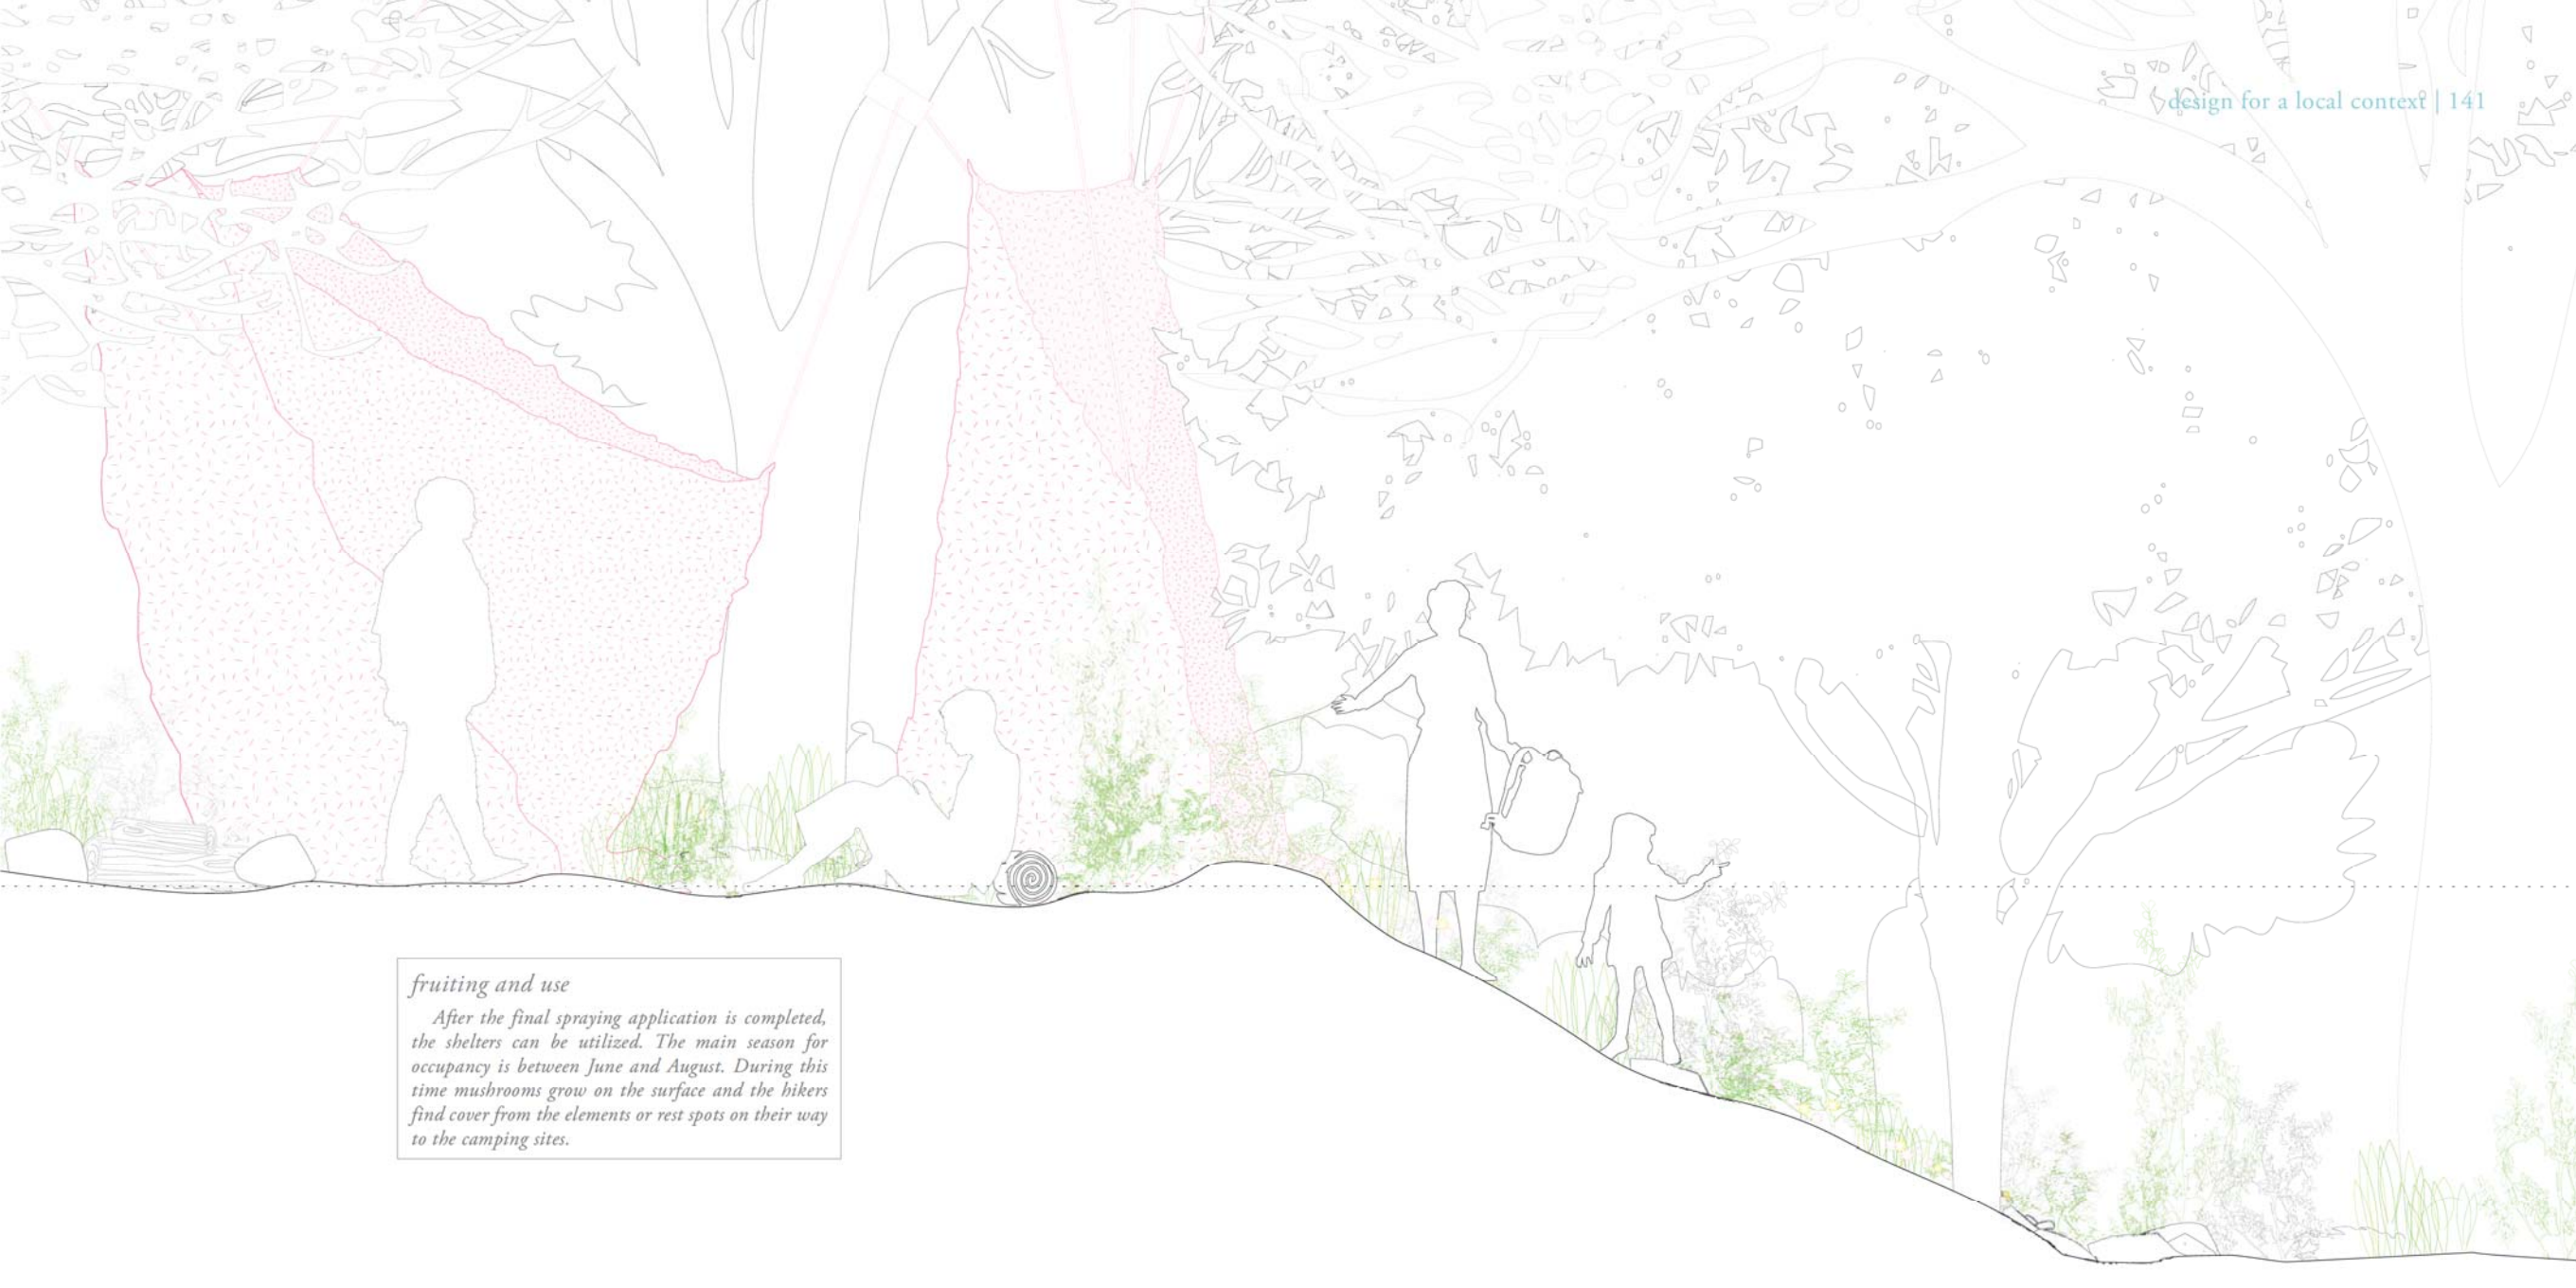 design for a local context | 141
fruiting and use
After the final spraying application is completed,
the shelters can be utilized. The main season for
occupancy is between June and August. During this
time mushrooms grow on the surface and the hikers
find cover from the elements or rest spots on their way
to the camping sites.